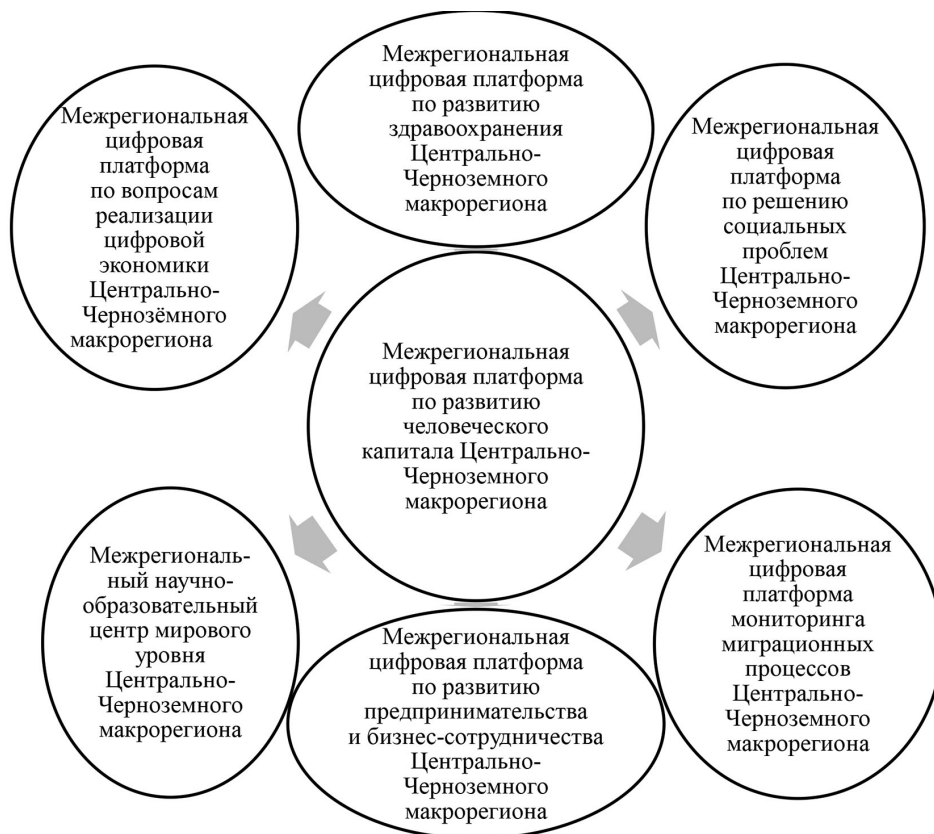 Межрегиональная
цифровая платформа
по развитию
здравоохранения
Центрально-
Черноземного
макрорегиона
Межрегиональная
цифровая
платформа
по вопросам
реализации
цифровой
экономики
Центрально-
Чернозёмного
макрорегиона
Межрегиональная
цифровая
платформа
по решению
социальных
проблем
Центрально-
Черноземного
макрорегиона
Межрегиональная
цифровая платформа
по развитию
человеческого
капитала Центрально-
Черноземного
макрорегиона
Межрегиональ-
ный научно-
образовательный
центр мирового
уровня
Центрально-
Черноземного
макрорегиона
Межрегиональная
цифровая платформа
по развитию
предпринимательства
и бизнес-сотрудничества
Центрально-
Черноземного
макрорегиона
Межрегиональная
цифровая
платформа
мониторинга
миграционных
процессов
Центрально-
Черноземного
макрорегиона